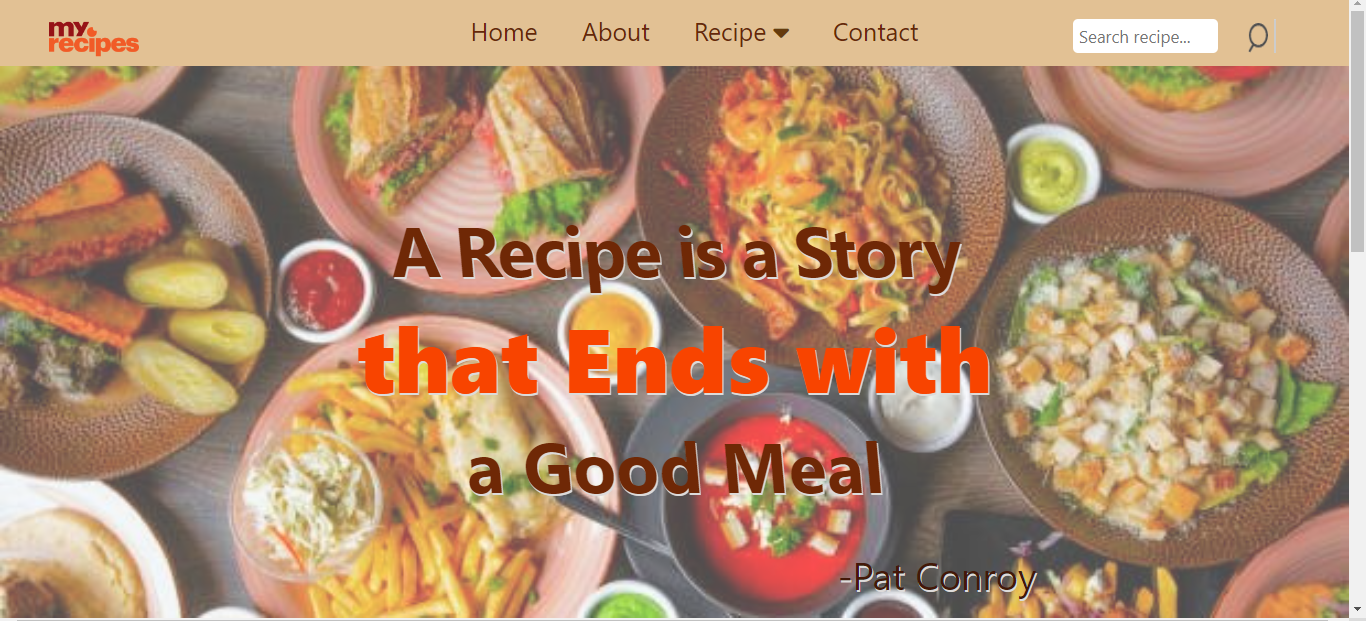 my
recipes
Home About Recipe Contact
Search recipe...
A Recipe is a Story
that Ends with
a Good Meal
-Pat Conroy